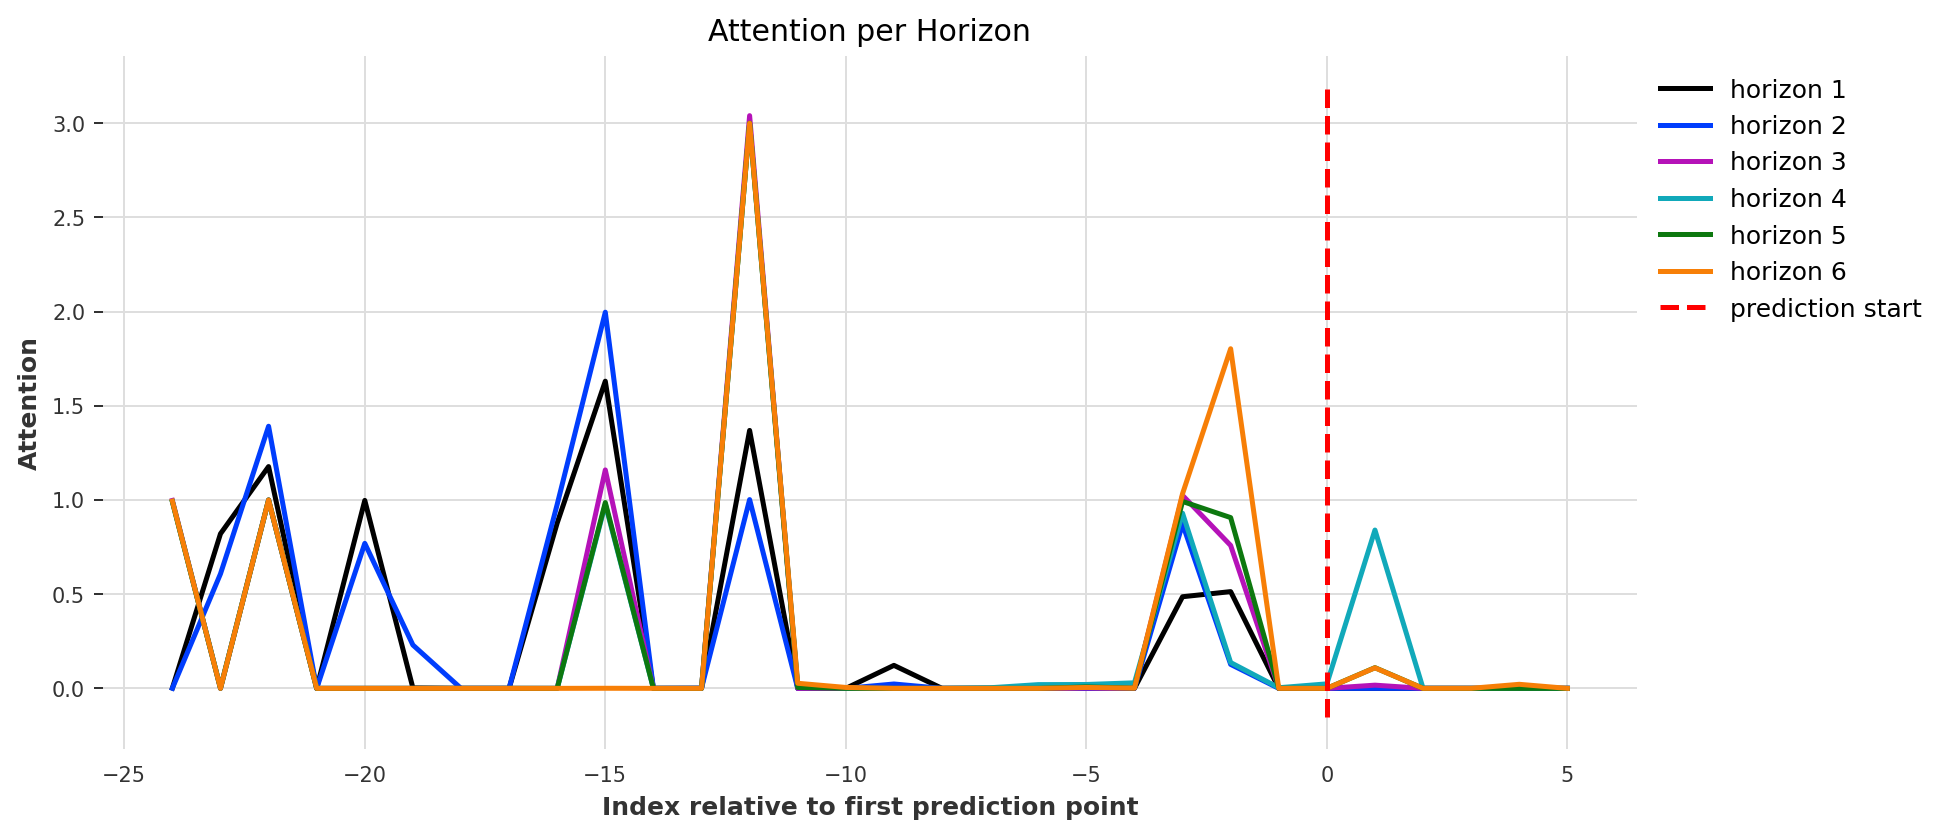 Attention per Horizon
Attention
3.0
2.5
2.0
1.5
1.0
0.5
0.0
−25
−20
−15
−10
−5
0
5
Index relative to first prediction point
horizon 1
horizon 2
horizon 3
horizon 4
horizon 5
horizon 6
prediction start